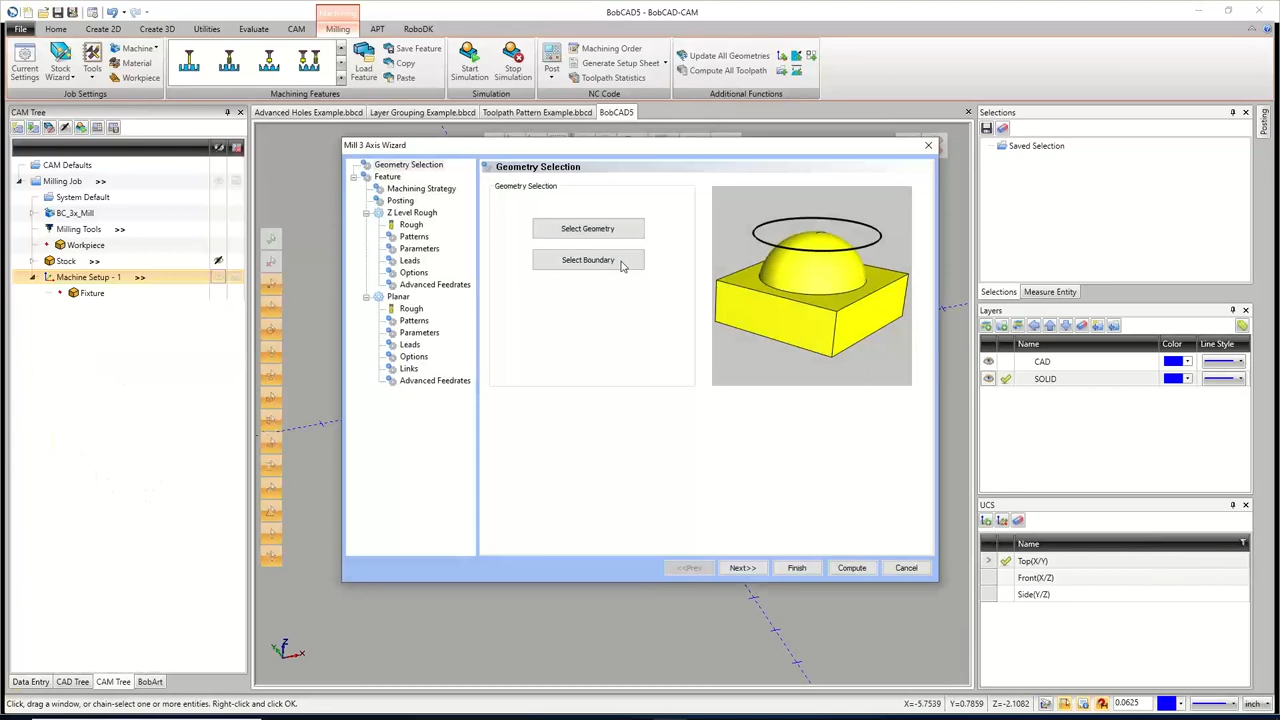 BobCAD5 - BobCAD-CAM
Machining
File Home Create 2D Create 3D Utilities Evaluate CAM Milling APT RoboDK
Current Settings
Stock Wizard
Tools
Machine
Material
Workpiece
Job Settings
Load Feature
Save Feature
Copy
Paste
Machining Features
Start Simulation
Stop Simulation
Simulation
Post
Machining Order
Generate Setup Sheet
Toolpath Statistics
NC Code
Update All Geometries
Compute All Toolpath
Additional Functions
CAM Tree
Advanced Holes Example.bbcd Layer Grouping Example.bbcd Toolpath Pattern Example.bbcd BobCAD5
CAM Defaults
Milling Job >>
System Default
BC_3x_Mill
Milling Tools >>
Workpiece
Stock >>
Machine Setup - 1 >>
Fixture
Data Entry CAD Tree CAM Tree BobArt
Mill 3 Axis Wizard
Geometry Selection
Feature
Machining Strategy
Posting
Z Level Rough
Rough
Patterns
Parameters
Leads
Options
Advanced Feedrates
Planar
Rough
Patterns
Parameters
Leads
Options
Links
Advanced Feedrates
Geometry Selection
Geometry Selection
Select Geometry
Select Boundary
<<Prev Next>> Finish Compute Cancel
Z
Y
X
Selections
Saved Selection
Posting
Selections Measure Entity
Layers
Name Color Line Style
CAD
SOLID
UCS
Name
Top(X/Y)
Front(X/Z)
Side(Y/Z)
Click, drag a window, or chain-select one or more entities. Right-click and click OK.
X=-5.7539 Y=0.7859 Z=-2.1082 0.0625 inch